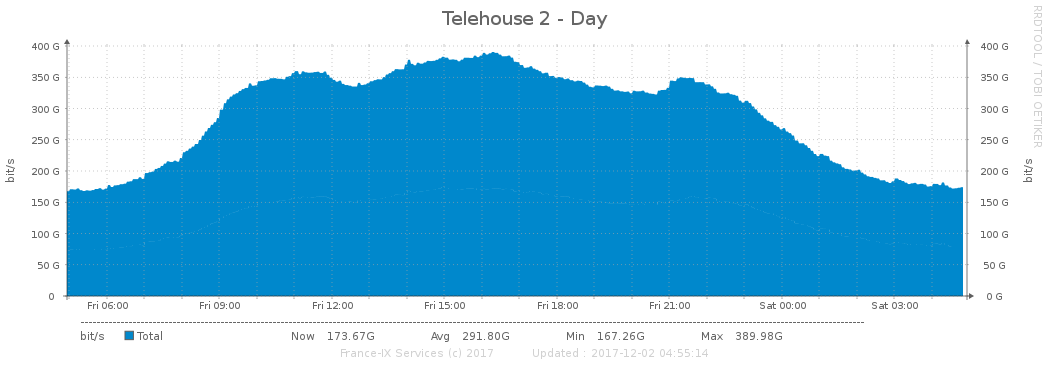 Telehouse 2 - Day
RRDTOOL / TOBI OETIKER
bit/s
400 G
350 G
300 G
250 G
200 G
150 G
100 G
50 G
0
400 G
350 G
300 G
250 G
200 G
150 G
100 G
50 G
0 G
bit/s
Fri 06:00 Fri 09:00 Fri 12:00 Fri 15:00 Fri 18:00 Fri 21:00 Sat 00:00 Sat 03:00
bit/s Total Now 173.67G Avg 291.80G Min 167.26G Max 389.98G
France-IX Services (c) 2017 Updated : 2017-12-02 04:55:14